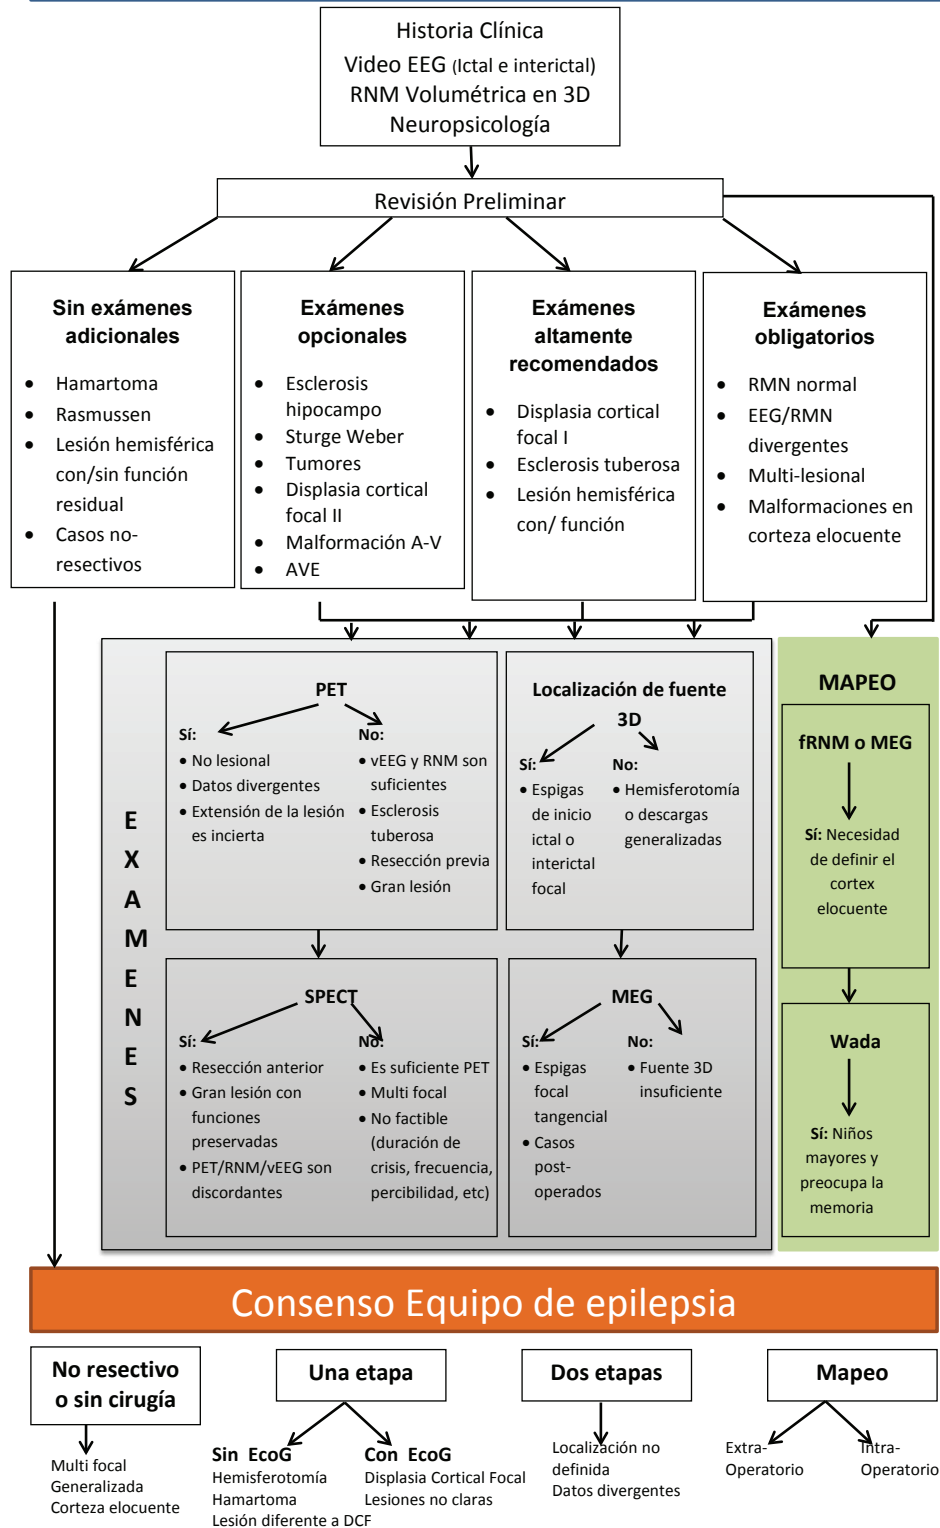 Historia Clínica
Video EEG (Ictal e interictal)
RNM Volumétrica en 3D
Neuropsicología
Revisión Preliminar
Sin exámenes
adicionales
• Hamartoma
• Rasmussen
• Lesión hemisférica
con/sin función
residual
• Casos no-
resectivos
Exámenes
opcionales
• Esclerosis
hipocampo
• Sturge Weber
• Tumores
• Displasia cortical
focal II
• Malformación A-V
• AVE
Exámenes
altamente
recomendados
• Displasia cortical
focal I
• Esclerosis tuberosa
• Lesión hemisférica
con/ función
Exámenes
obligatorios
• RMN normal
• EEG/RMN
divergentes
• Multi-lesional
• Malformaciones en
corteza elocuente
E
X
A
M
E
N
E
S
PET
Sí:
• No lesional
• Datos divergentes
• Extensión de la lesión
es incierta
No:
• vEEG y RNM son
suficientes
• Esclerosis
tuberosa
• Resección previa
• Gran lesión
Localización de fuente
3D
Sí:
• Espigas
de inicio
ictal o
interictal
focal
No:
• Hemisferotomía
o descargas
generalizadas
SPECT
Sí:
• Resección anterior
• Gran lesión con
funciones
preservadas
• PET/RNM/vEEG son
discordantes
No:
• Es suficiente PET
• Multi focal
• No factible
(duración de
crisis, frecuencia,
percibilidad, etc)
MEG
Sí:
• Espigas
focal
tangencial
• Casos
post-
operados
No:
• Fuente 3D
insuficiente
MAPEO
fRNM o MEG
Sí: Necesidad
de definir el
cortex
elocuente
Wada
Sí: Niños
mayores y
preocupa la
memoria
Consenso Equipo de epilepsia
No resectivo
o sin cirugía
Multi focal
Generalizada
Corteza elocuente
Una etapa
Sin EcoG
Hemisferotomía
Hamartoma
Lesión diferente a DCF
Con EcoG
Displasia Cortical Focal
Lesiones no claras
Dos etapas
Localización no
definida
Datos divergentes
Mapeo
Extra-
Operatorio
Intra-
Operatorio